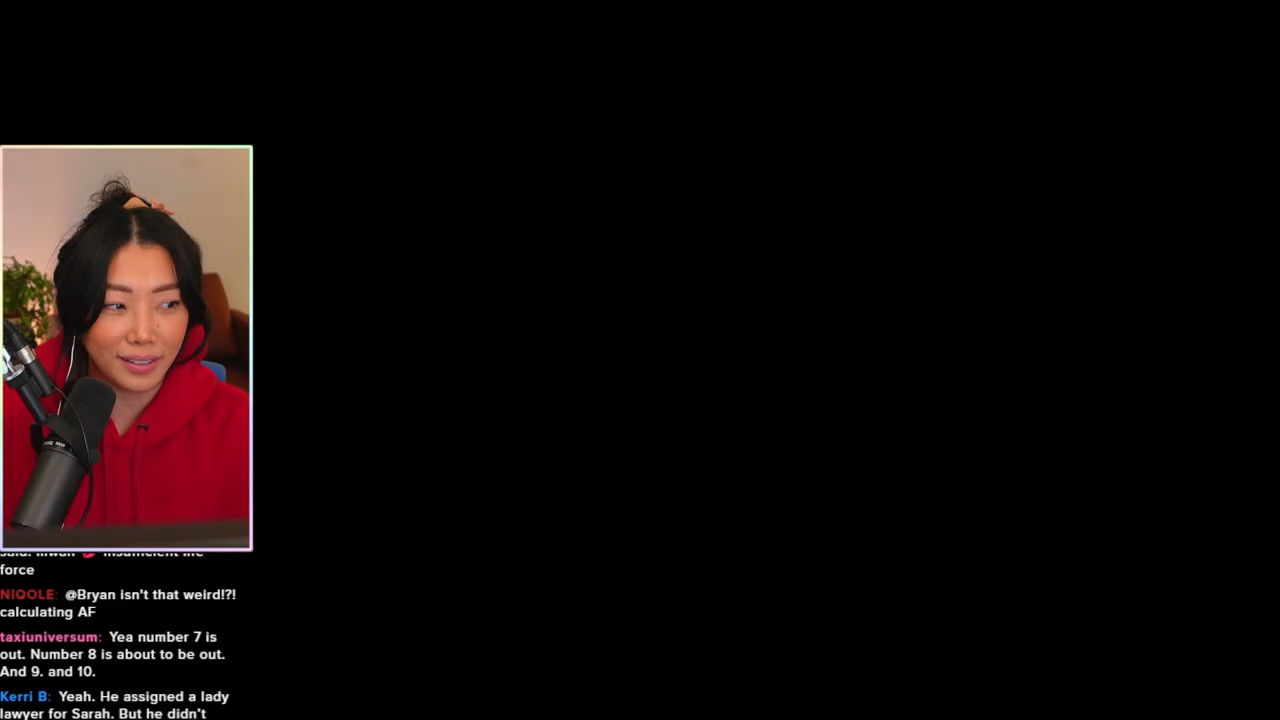 force
NIQOLE: @Bryan isn't that weird!?!
calculating AF
taxiuniversum: Yea number 7 is
out. Number 8 is about to be out.
And 9. and 10.
Kerri B: Yeah. He assigned a lady
lawyer for Sarah. But he didn't